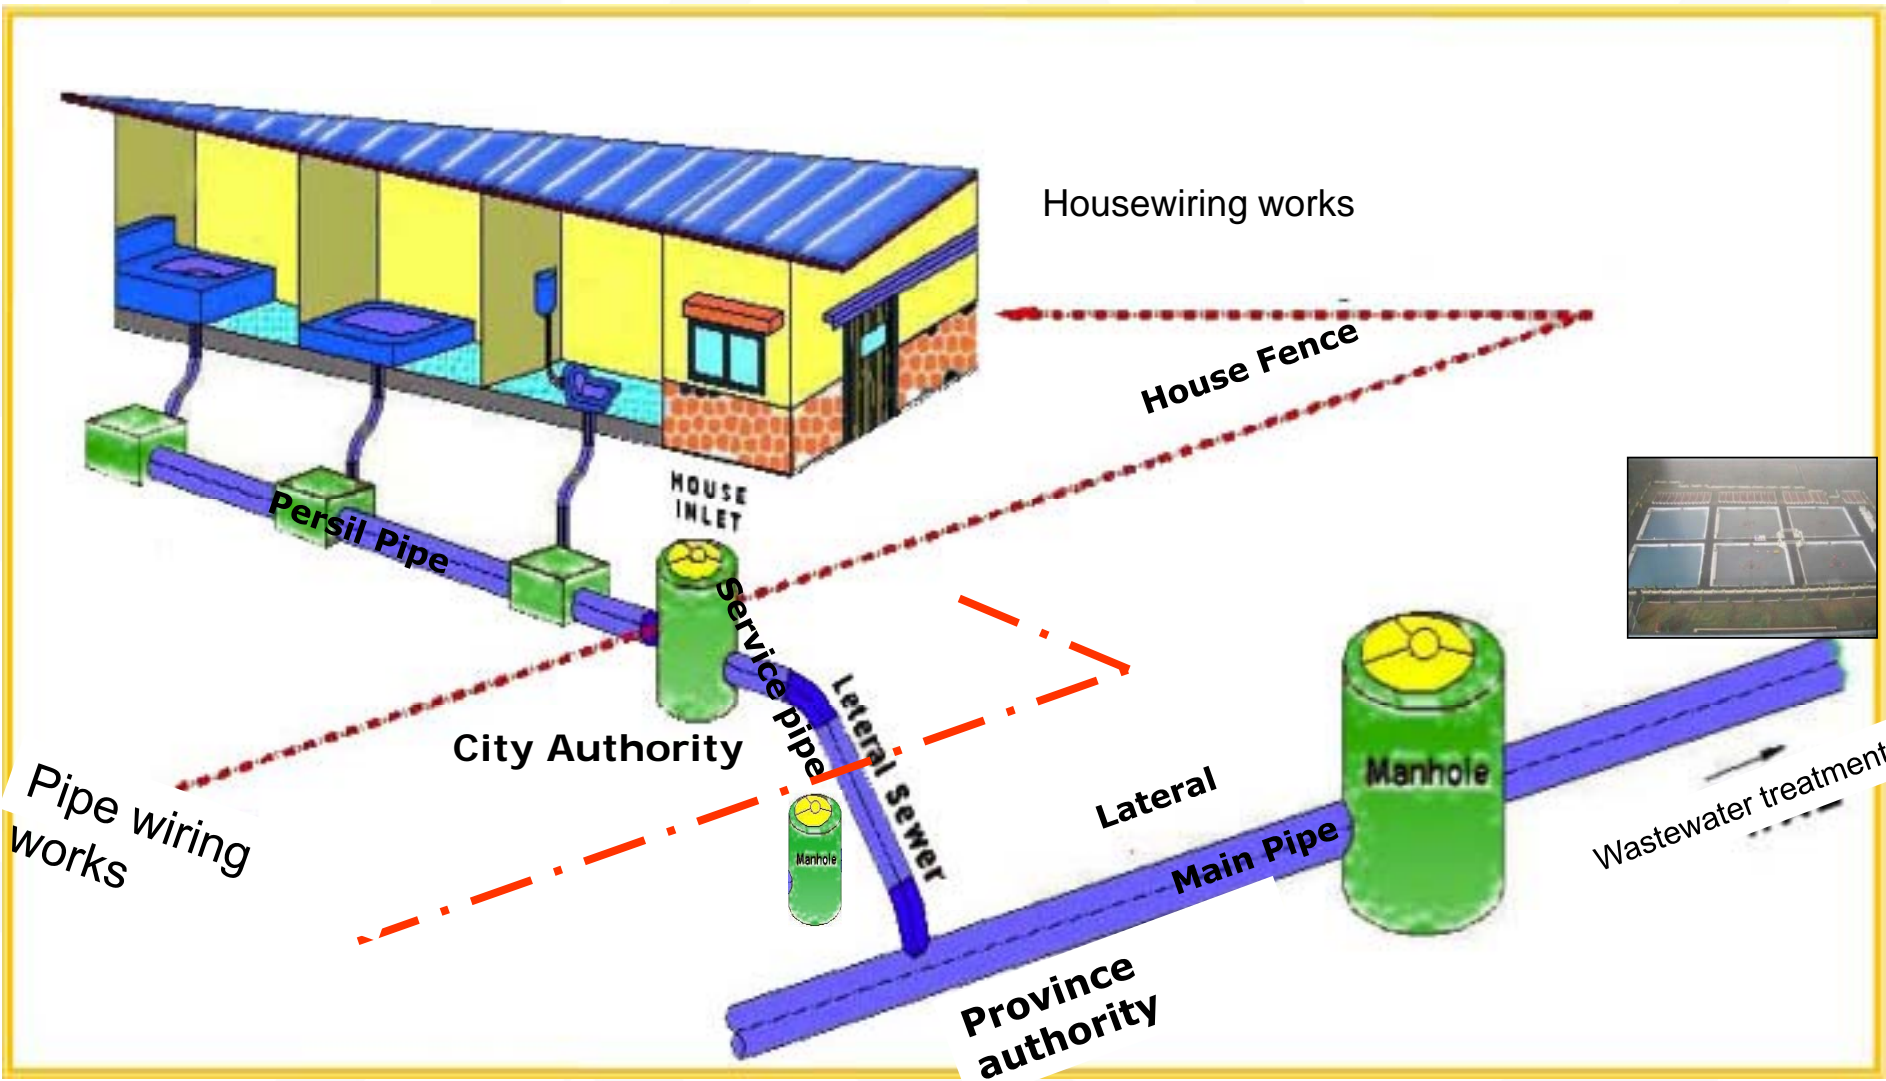 Housewiring works
House Fence
HOUSE
INLET
Persil Pipe
Service pipe
Leteral Sewer
City Authority
Pipe wiring
works
Manhole
Manhole
Lateral
Main Pipe
Wastewater treatment
Province
authority